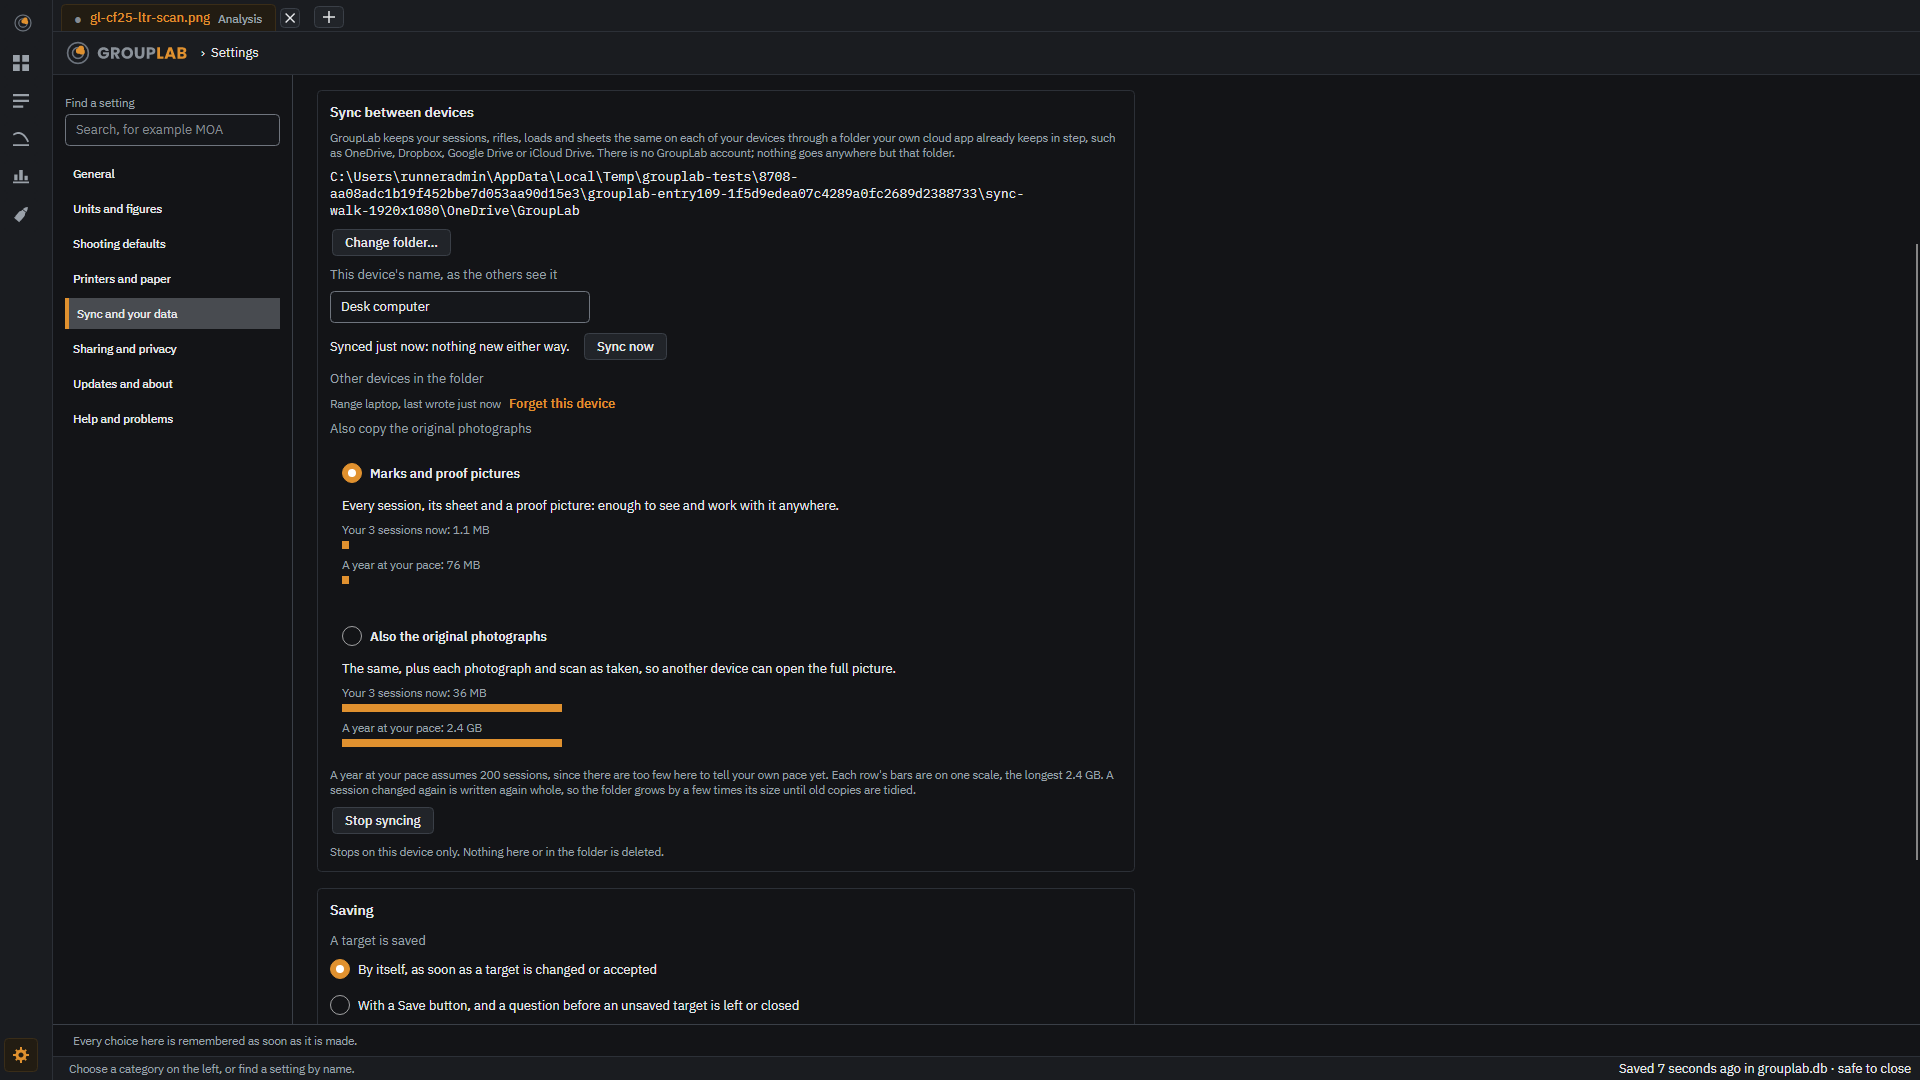 gl-cf25-ltr-scan.png Analysis
GROUPLAB › Settings
Find a setting
Search, for example MOA
General
Units and figures
Shooting defaults
Printers and paper
Sync and your data
Sharing and privacy
Updates and about
Help and problems
Sync between devices
GroupLab keeps your sessions, rifles, loads and sheets the same on each of your devices through a folder your own cloud app already keeps in step, such
as OneDrive, Dropbox, Google Drive or iCloud Drive. There is no GroupLab account; nothing goes anywhere but that folder.
C:\Users\runneradmin\AppData\Local\Temp\grouplab-tests\8708-
aa08adc1b19f452bbe7d053aa90d15e3\grouplab-entry109-1f5d9edea07c4289a0fc2689d2388733\sync-
walk-1920x1080\OneDrive\GroupLab
Change folder...
This device's name, as the others see it
Desk computer
Synced just now: nothing new either way. Sync now
Other devices in the folder
Range laptop, last wrote just now Forget this device
Also copy the original photographs
Marks and proof pictures
Every session, its sheet and a proof picture: enough to see and work with it anywhere.
Your 3 sessions now: 1.1 MB
A year at your pace: 76 MB
Also the original photographs
The same, plus each photograph and scan as taken, so another device can open the full picture.
Your 3 sessions now: 36 MB
A year at your pace: 2.4 GB
A year at your pace assumes 200 sessions, since there are too few here to tell your own pace yet. Each row's bars are on one scale, the longest 2.4 GB. A
session changed again is written again whole, so the folder grows by a few times its size until old copies are tidied.
Stop syncing
Stops on this device only. Nothing here or in the folder is deleted.
Saving
A target is saved
By itself, as soon as a target is changed or accepted
With a Save button, and a question before an unsaved target is left or closed
Every choice here is remembered as soon as it is made.
Choose a category on the left, or find a setting by name.
Saved 7 seconds ago in grouplab.db · safe to close